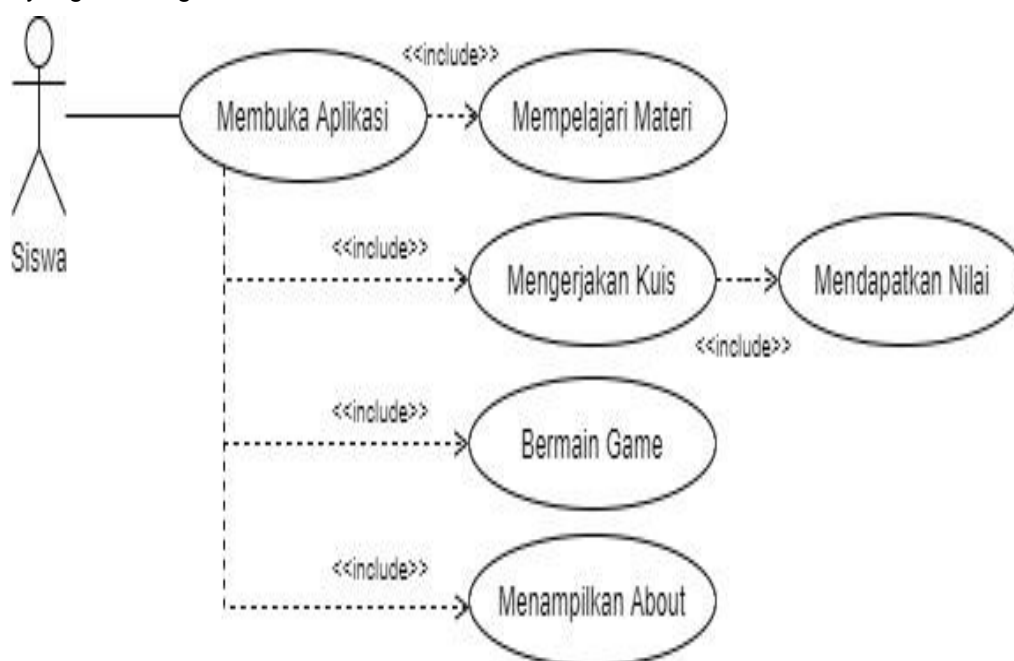 <<include>>
Membuka Aplikasi
Mempelajari Materi
Siswa
<<include>>
Mengerjakan Kuis
Mendapatkan Nilai
<<include>>
<<include>>
Bermain Game
<<include>>
Menampilkan About